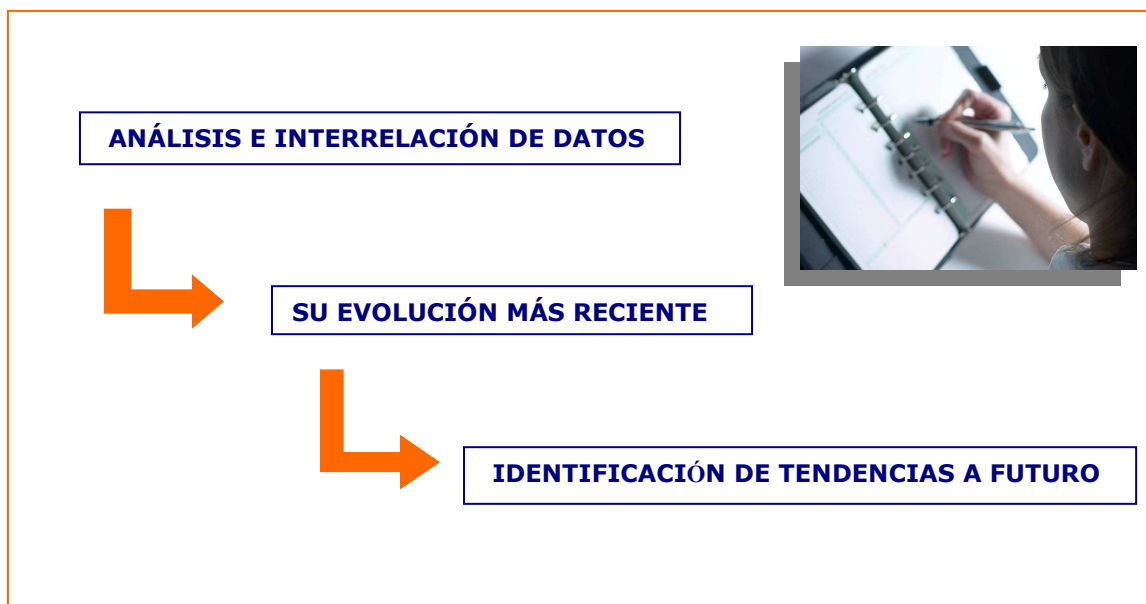 ANÁLISIS E INTERRELACIÓN DE DATOS
SU EVOLUCIÓN MÁS RECIENTE
IDENTIFICACIÓN DE TENDENCIAS A FUTURO